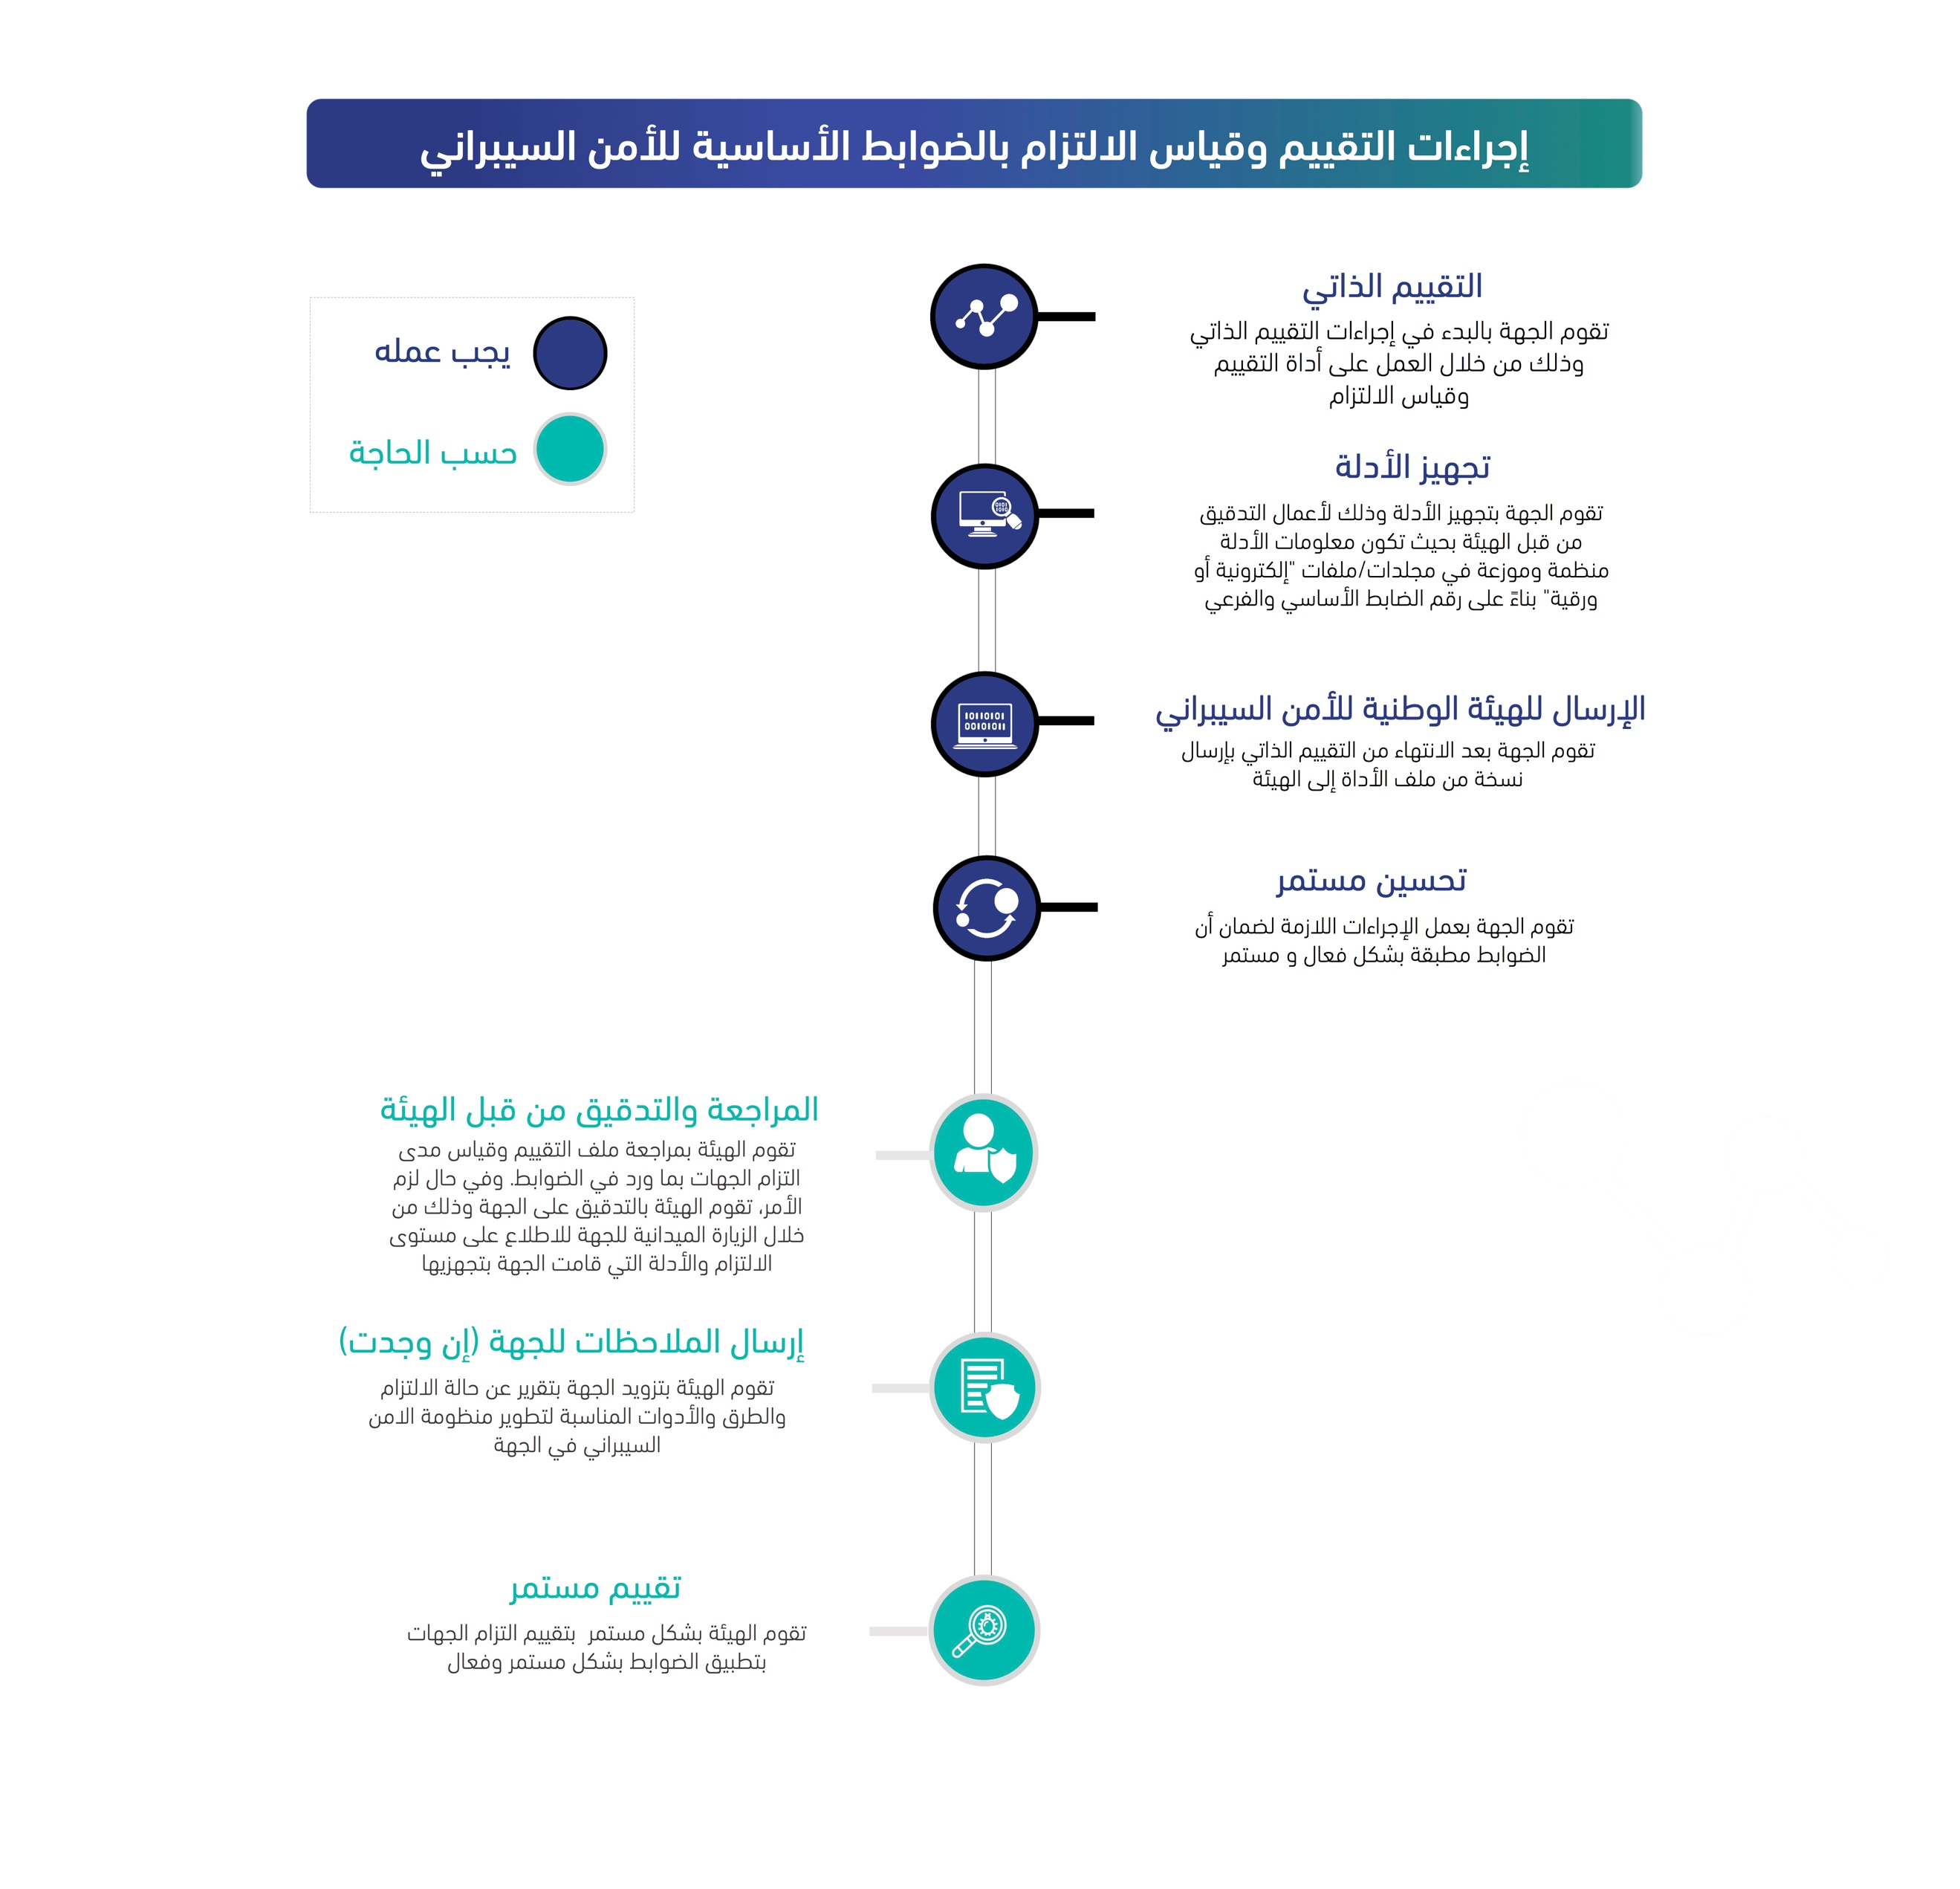 إجراءات التقييم وقياس الالتزام بالضوابط الأساسية للأمن السيبراني
يجب عمله
حسب الحاجة
التقييم الذاتي
تقوم الجهة بالبدء في إجراءات التقييم الذاتي
وذلك من خلال العمل على أداة التقييم
وقياس الالتزام
تجهيز الأدلة
تقوم الجهة بتجهيز الأدلة وذلك لأعمال التدقيق
من قبل الهيئة بحيث تكون معلومات الأدلة
منظمة وموزعة في مجلدات/ملفات "إلكترونية أو
ورقية" بناءً على رقم الضابط الأساسي والفرعي
الإرسال للهيئة الوطنية للأمن السيبراني
تقوم الجهة بعد الانتهاء من التقييم الذاتي بإرسال
نسخة من ملف الأداة إلى الهيئة
تحسين مستمر
تقوم الجهة بعمل الإجراءات اللازمة لضمان أن
الضوابط مطبقة بشكل فعال و مستمر
المراجعة والتدقيق من قبل الهيئة
تقوم الهيئة بمراجعة ملف التقييم وقياس مدى
التزام الجهات بما ورد في الضوابط. وفي حال لزم
الأمر، تقوم الهيئة بالتدقيق على الجهة وذلك من
خلال الزيارة الميدانية للجهة للاطلاع على مستوى
الالتزام والأدلة التي قامت الجهة بتجهزيها
إرسال الملاحظات للجهة (إن وجدت)
تقوم الهيئة بتزويد الجهة بتقرير عن حالة الالتزام
والطرق والأدوات المناسبة لتطوير منظومة الامن
السيبراني في الجهة
تقييم مستمر
تقوم الهيئة بشكل مستمر  بتقييم التزام الجهات
بتطبيق الضوابط بشكل مستمر وفعال